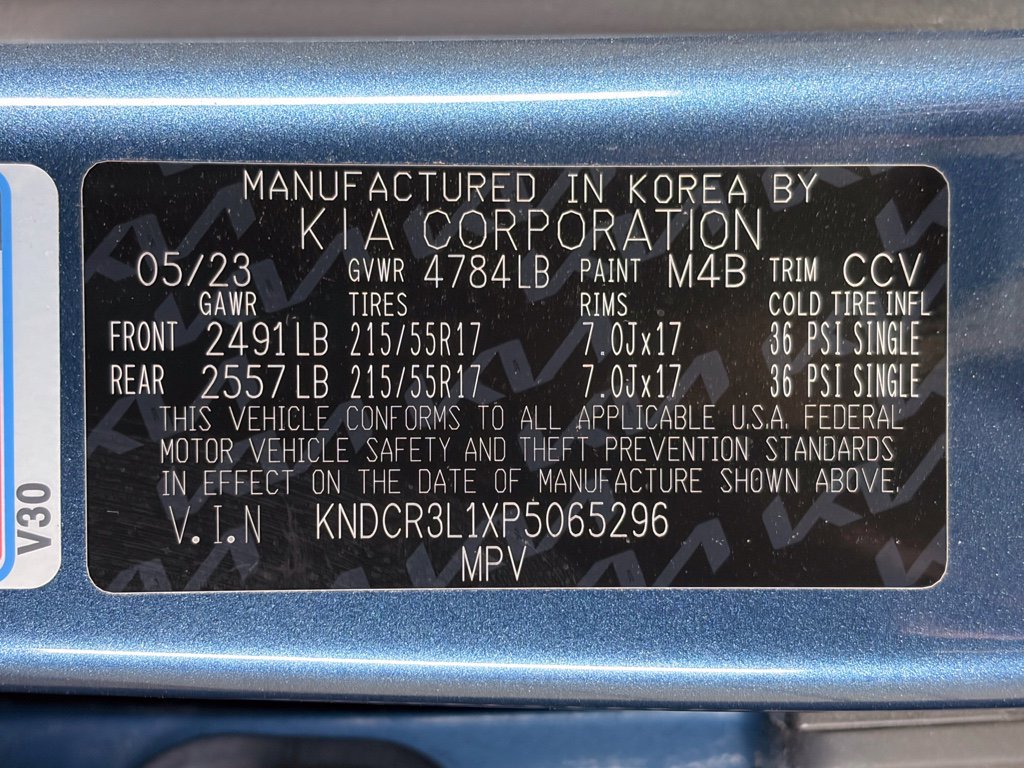 MANUFACTURED IN KOREA BY
KIA CORPORATION
05/23 GVWR 4784LB PAINT M4B TRIM CCV
GAWR TIRES RIMS COLD TIRE INFL
FRONT 2491LB 215/55R17 7.0Jx17 36 PSI SINGLE
REAR 2557LB 215/55R17 7.0Jx17 36 PSI SINGLE
THIS VEHICLE CONFORMS TO ALL APPLICABLE U.S.A. FEDERAL
MOTOR VEHICLE SAFETY AND THEFT PREVENTION STANDARDS
IN EFFECT ON THE DATE OF MANUFACTURE SHOWN ABOVE.
V.I.N KNDCR3L1XP5065296
MPV
V30